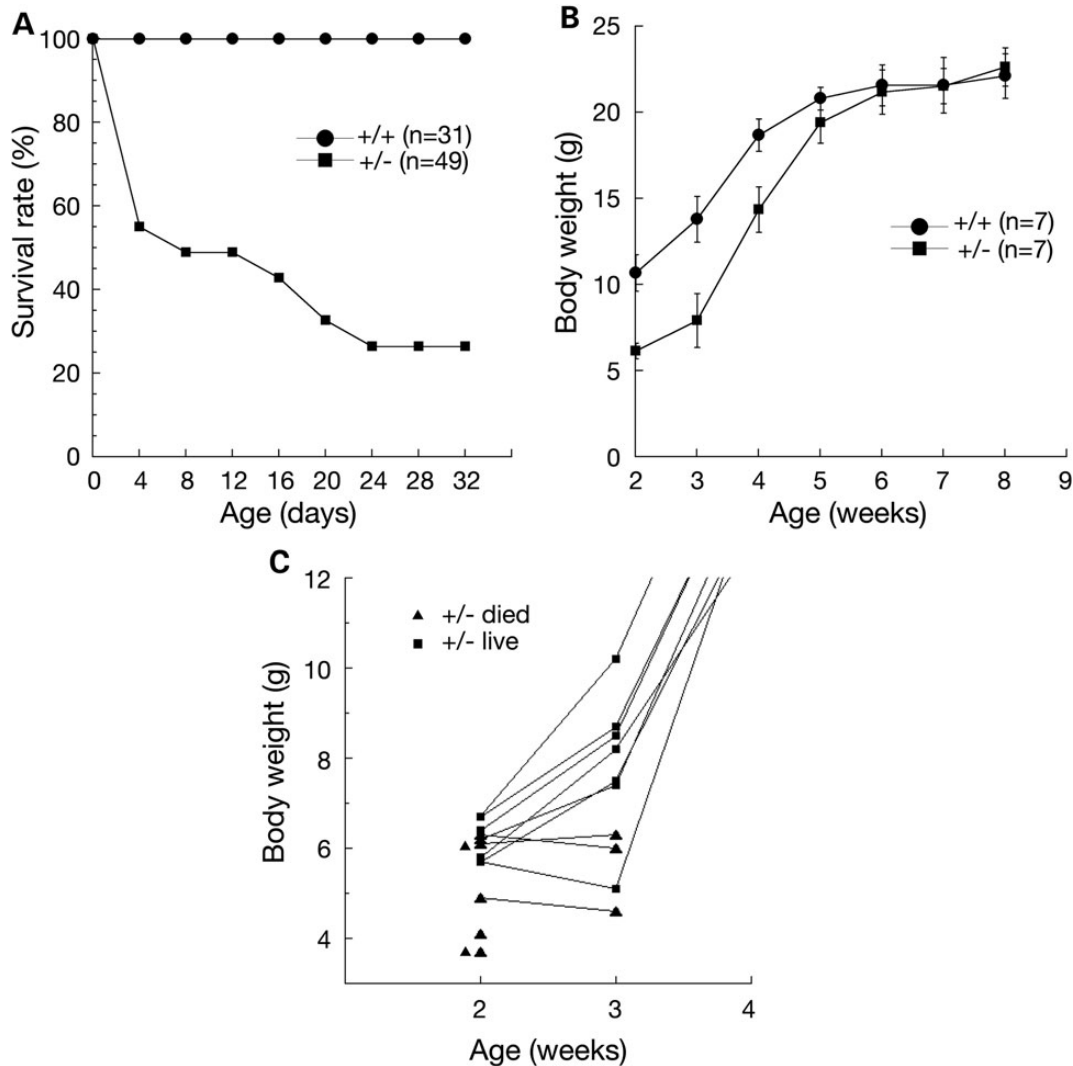 A
Survival rate (%)
100
80
60
40
20
0
+/+ (n=31)
+/- (n=49)
0 4 8 12 16 20 24 28 32
Age (days)
B
Body weight (g)
25
20
15
10
5
0
+/+ (n=7)
+/- (n=7)
2 3 4 5 6 7 8 9
Age (weeks)
C
Body weight (g)
12
10
8
6
4
+/- died
+/- live
2 3 4
Age (weeks)